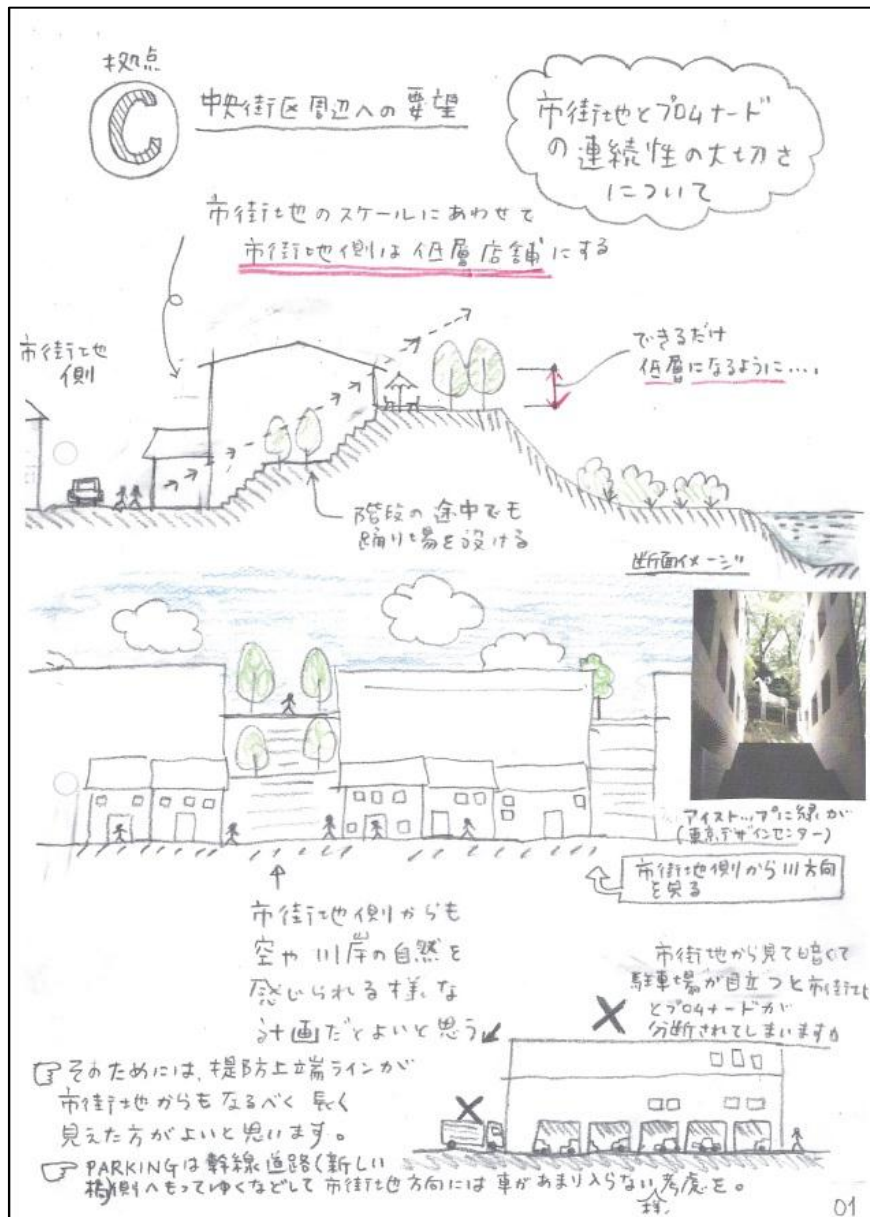 拠点
C
中央街区周辺への要望
市街地とプロムナード
の連続性の大切さ
について
市街地のスケールにあわせて
市街地側は低層店舗にする
市街地
側
できるだけ
低層になるように....
階段の途中でも
踊り場を設ける
断面イメージ
アイストップに緑が
(東京デザインセンター)
市街地側から川方向
を見る
市街地側からも
空や川岸の自然を
感じられる様な
計画だとよいと思う
市街地から見て暗くて
駐車場が目立つと市街地
とプロムナードが
分断されてしまいますか
☞ そのためには、堤防上端ラインが
市街地からもなるべく長く
見えた方がよいと思います。
☞ PARKINGは幹線道路(新しい
橋)側へもってゆくなどして市街地方向には車があまり入らない様考慮を。
01